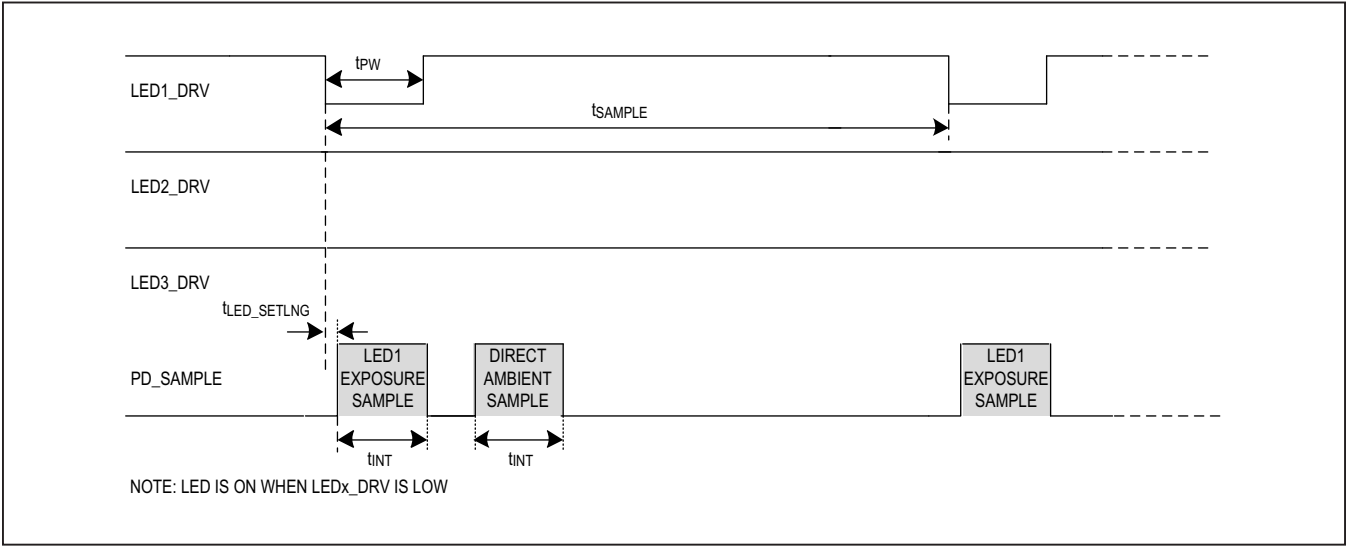 tPW
LED1_DRV
tSAMPLE
LED2_DRV
LED3_DRV
tLED_SETLNG
PD_SAMPLE
LED1
EXPOSURE
SAMPLE
DIRECT
AMBIENT
SAMPLE
LED1
EXPOSURE
SAMPLE
tINT
tINT
NOTE: LED IS ON WHEN LEDx_DRV IS LOW